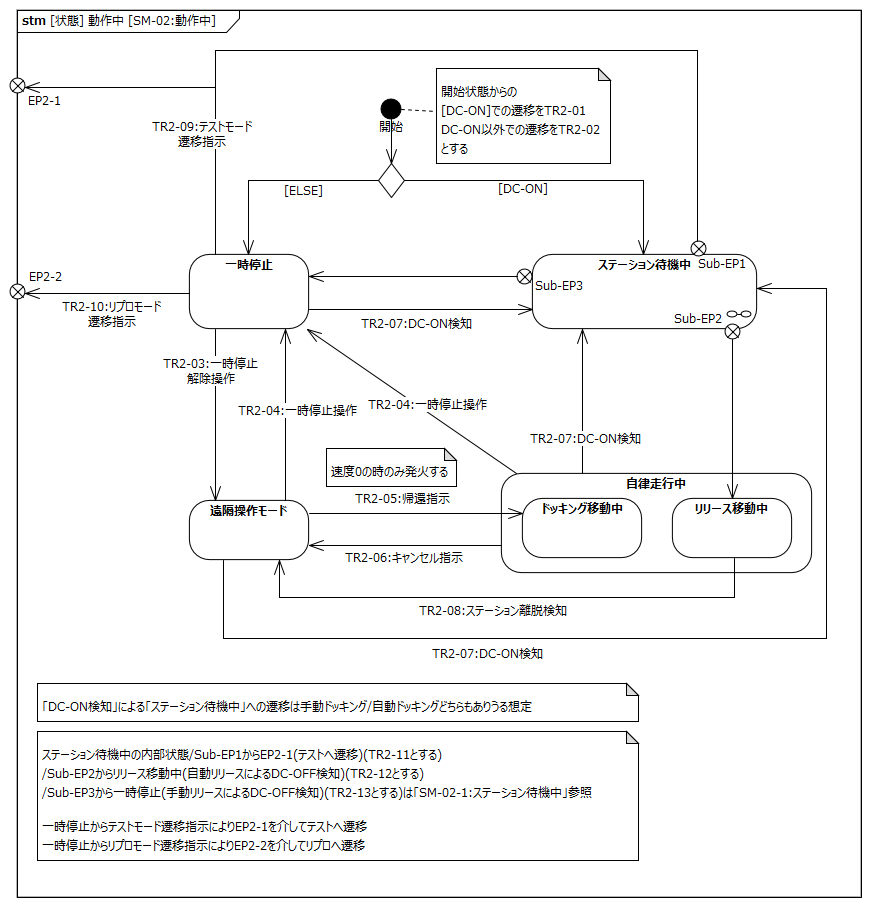 stm [状態] 動作中 [SM-02:動作中]
EP2-1
開始状態からの
[DC-ON]での遷移をTR2-01
DC-ON以外での遷移をTR2-02
とする
開始
TR2-09:テストモード
遷移指示
[ELSE]
[DC-ON]
EP2-2
一時停止
ステーション待機中
Sub-EP1
Sub-EP3
TR2-10:リプロモード
遷移指示
TR2-07:DC-ON検知
Sub-EP2
TR2-03:一時停止
解除操作
TR2-04:一時停止操作
TR2-04:一時停止操作
TR2-07:DC-ON検知
速度0の時のみ発火する
自律走行中
TR2-05:帰還指示
遠隔操作モード
ドッキング移動中
リリース移動中
TR2-06:キャンセル指示
TR2-08:ステーション離脱検知
TR2-07:DC-ON検知
「DC-ON検知」による「ステーション待機中」への遷移は手動ドッキング/自動ドッキングどちらもありうる想定
ステーション待機中の内部状態/Sub-EP1からEP2-1(テストへ遷移)(TR2-11とする)
/Sub-EP2からリリース移動中(自動リリースによるDC-OFF検知)(TR2-12とする)
/Sub-EP3から一時停止(手動リリースによるDC-OFF検知)(TR2-13とする)は「SM-02-1:ステーション待機中」参照
一時停止からテストモード遷移指示によりEP2-1を介してテストへ遷移
一時停止からリプロモード遷移指示によりEP2-2を介してリプロへ遷移